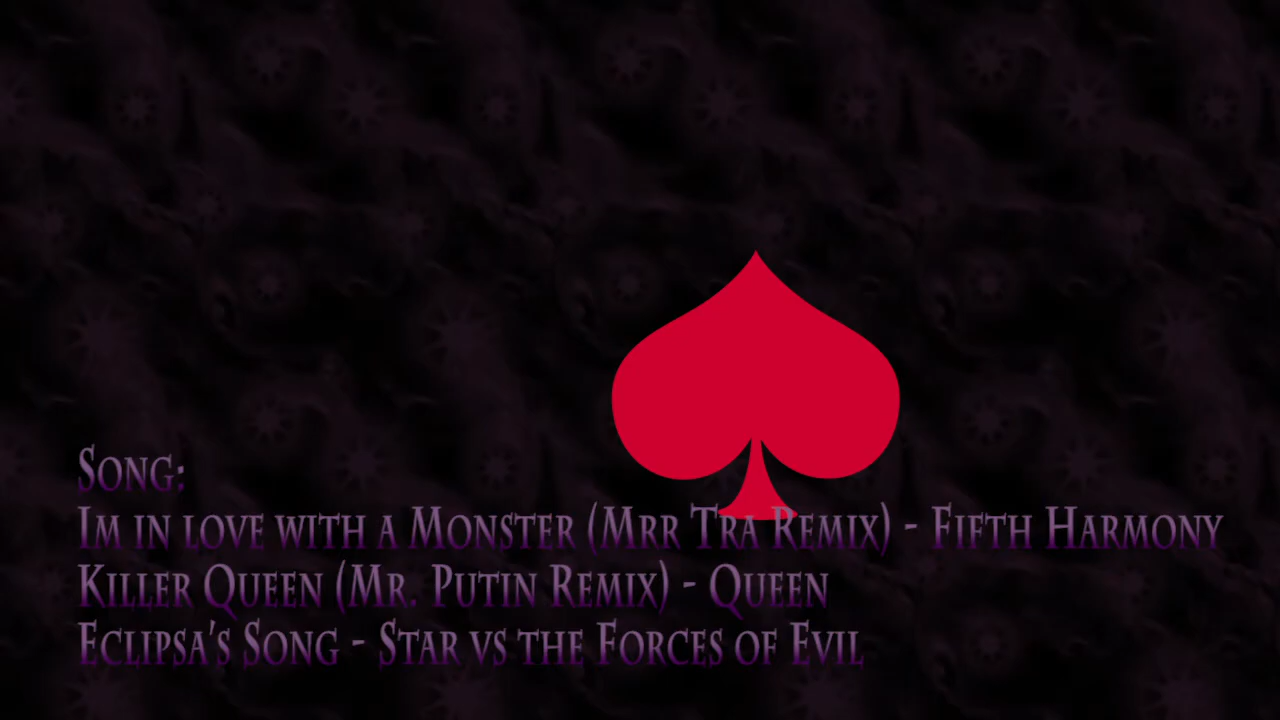 Song:
Im in love with a Monster (Mrr Tra Remix) - Fifth Harmony
Killer Queen (Mr. Putin Remix) - Queen
Eclipsa's Song - Star vs the Forces of Evil